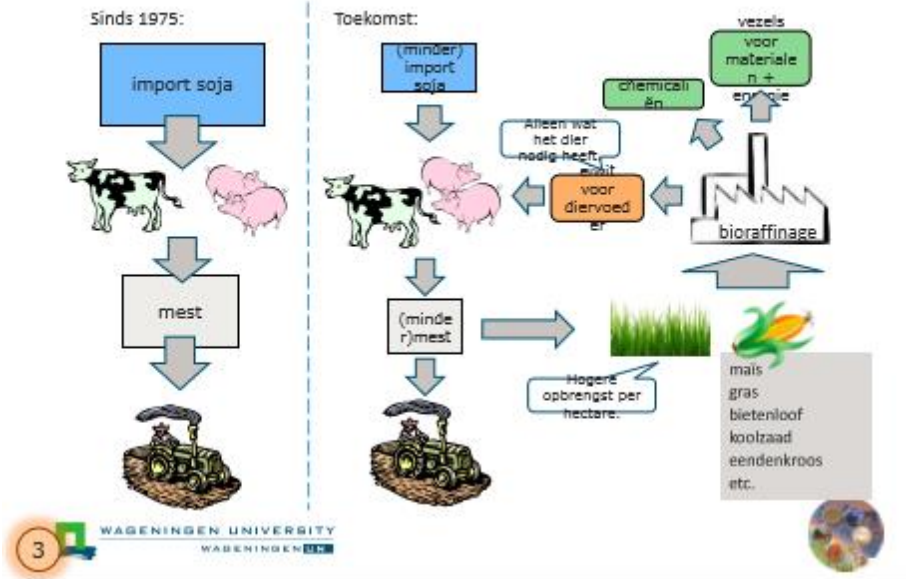 Sinds 1975:
import soja
mest
Toekomst:
(minder)
import
soja
(minde
r)mest
Alleen wat
het dier
nodig heeft.
voor
diervoed
er
chemicali
ën
vezels
voor
materiale
n +
energie
bioraffinage
Hogere
opbrengst per
hectare.
maïs
gras
bietenloof
koolzaad
eendenkroos
etc.
3
WAGENINGEN UNIVERSITY
WAGENINGEN UR